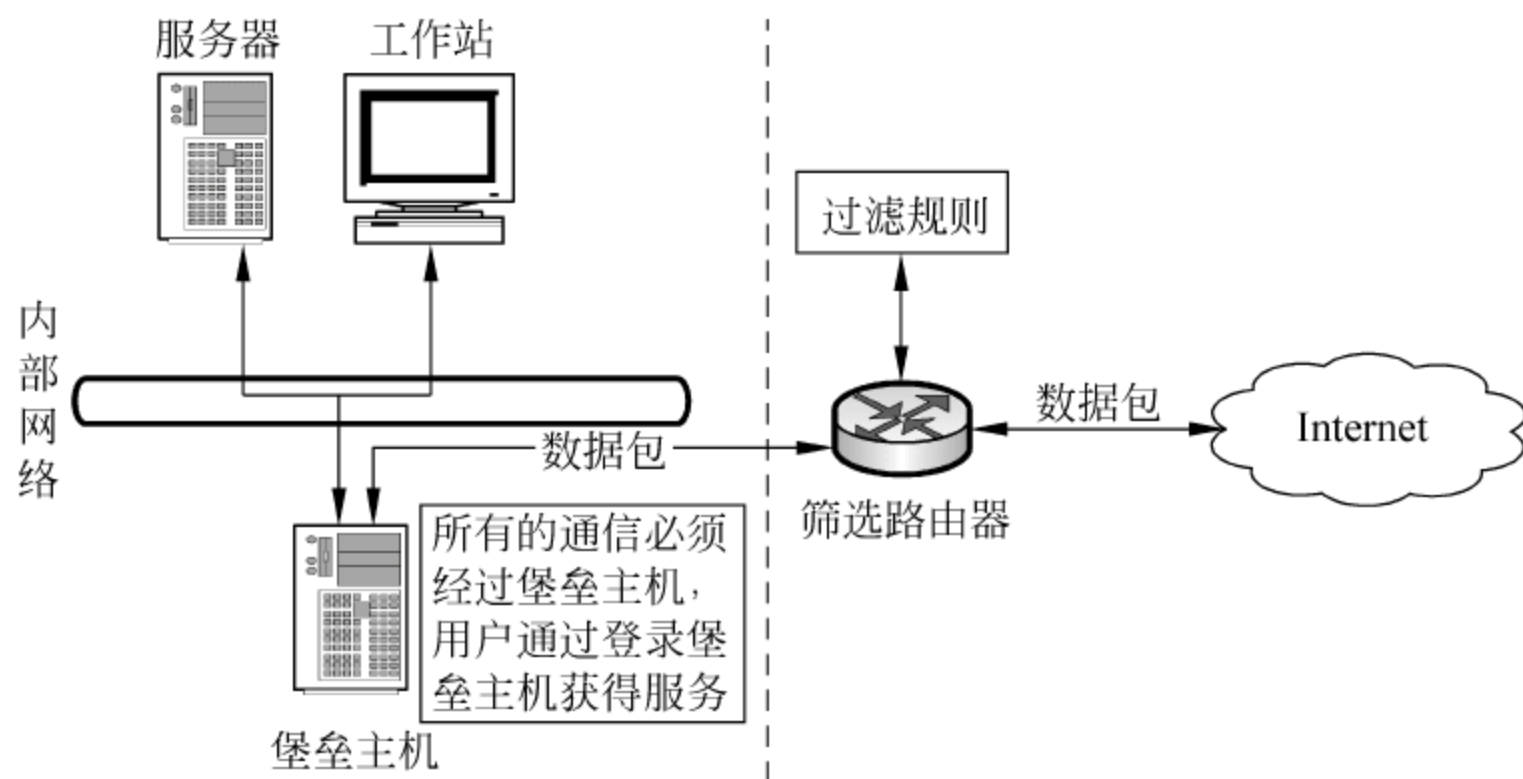 服务器
工作站
过滤规则
内部网络
数据包
数据包
Internet
筛选路由器
所有的通信必须
经过堡垒主机,
用户通过登录堡
垒主机获得服务
堡垒主机